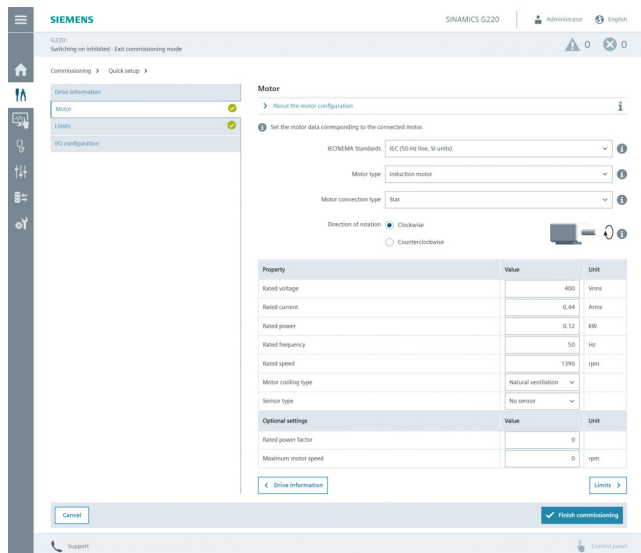 SIEMENS
SINAMICS G220
Administrator
English
G220:
Switching on inhibited - Exit commissioning mode
0
0
Commissioning > Quick setup >
Drive information
Motor
Limits
I/O configuration
Motor
> About the motor configuration
Set the motor data corresponding to the connected motor.
IEC/NEMA Standards IEC (50 Hz line, SI units)
Motor type Induction motor
Motor connection type Star
Direction of rotation Clockwise
Counterclockwise
Property Value Unit
Rated voltage 400 Vrms
Rated current 0.44 Arms
Rated power 0.12 kW
Rated frequency 50 Hz
Rated speed 1390 rpm
Motor cooling type Natural ventilation
Sensor type No sensor
Optional settings Value Unit
Rated power factor 0
Maximum motor speed 0 rpm
< Drive information
Limits >
Cancel
Finish commissioning
Support
Control panel